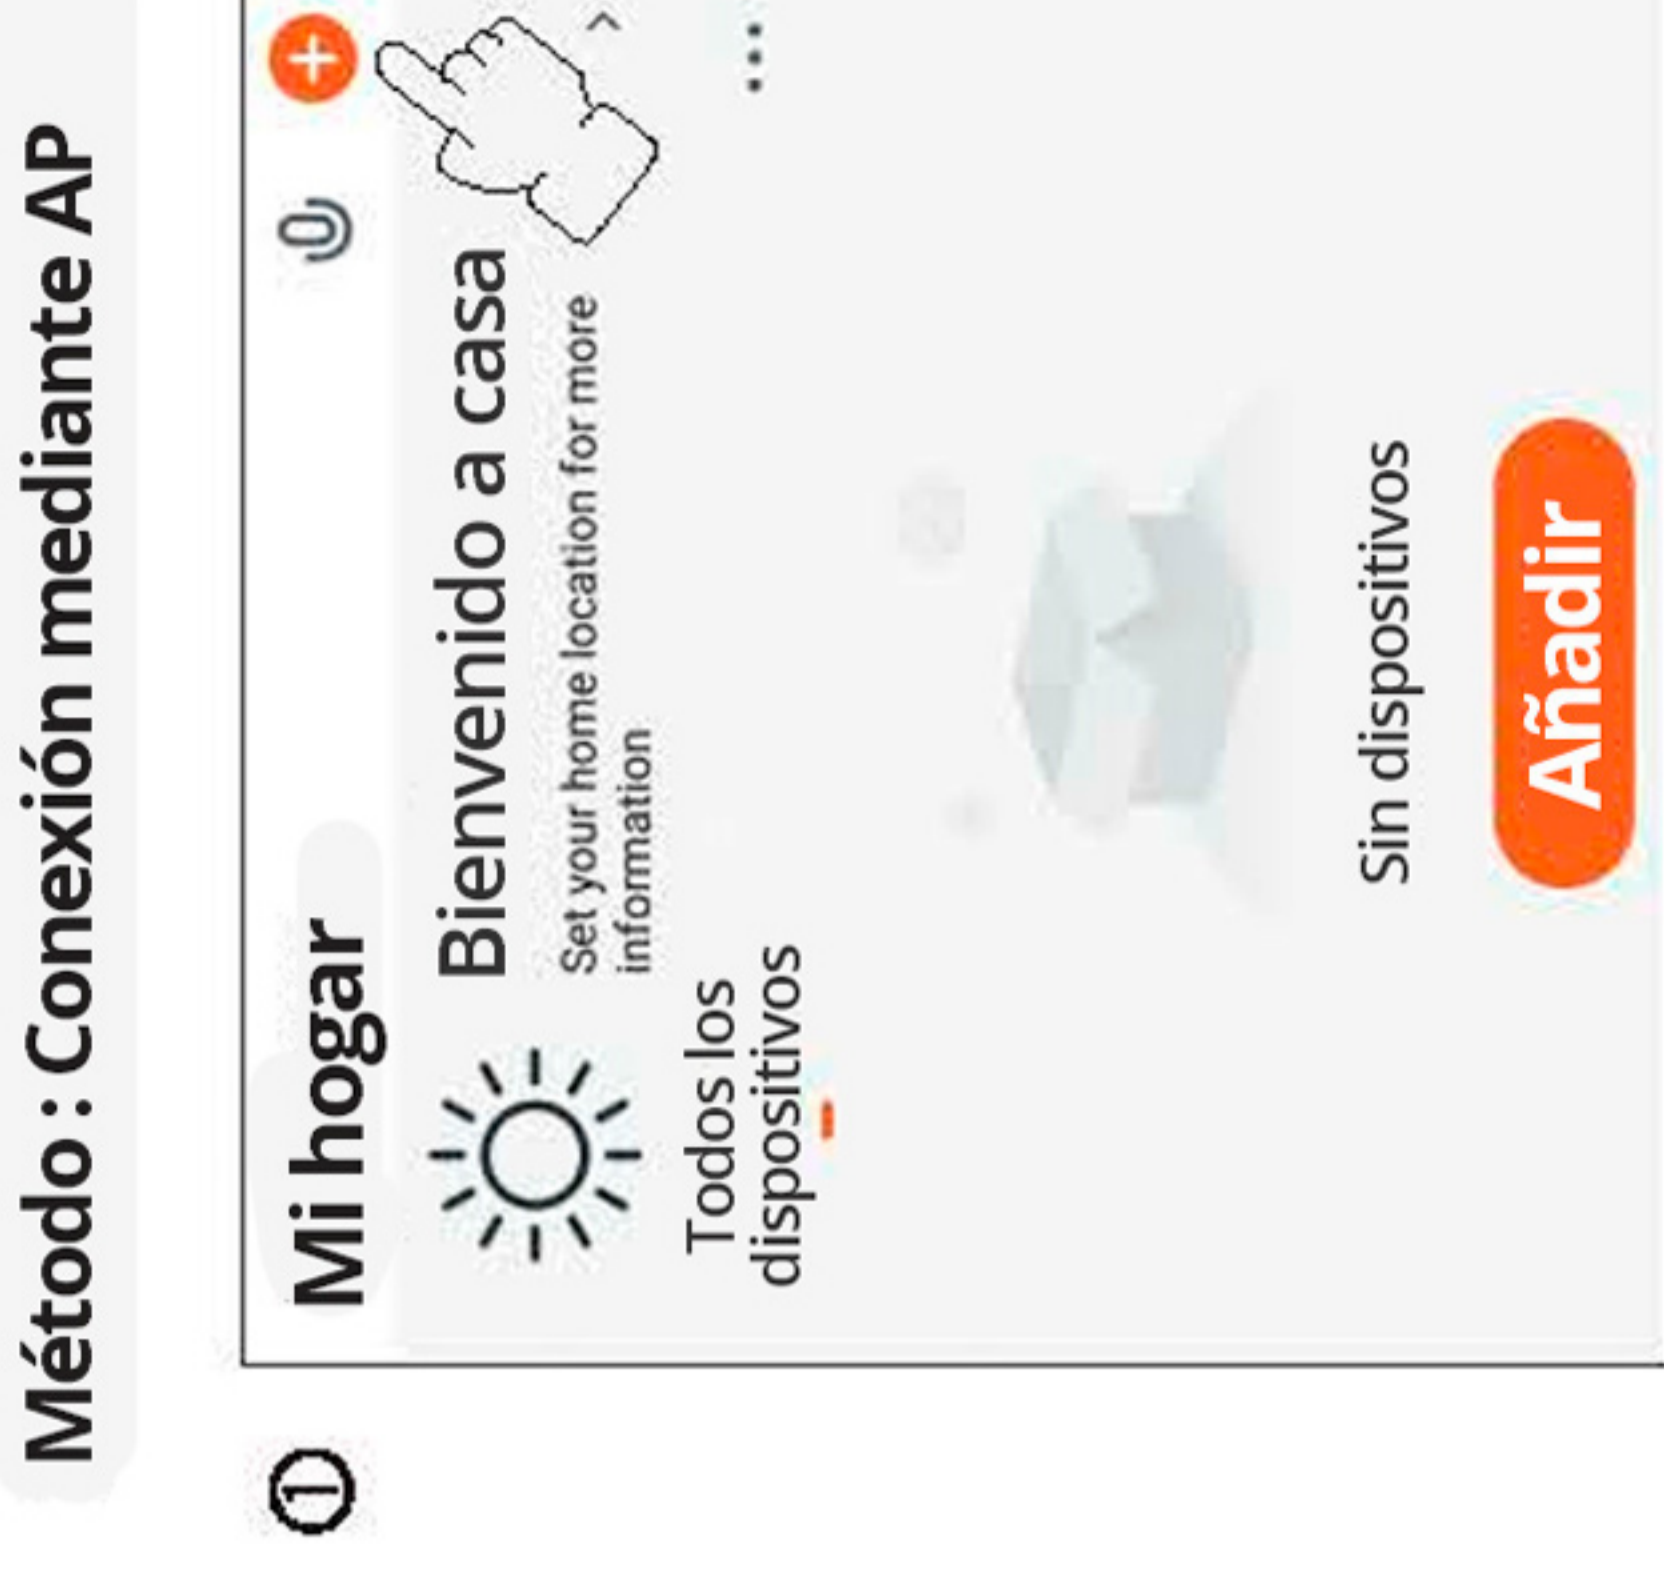 Método : Conexión mediante AP
①
Mi hogar
Bienvenido a casa
Set your home location for more
information
Todos los
dispositivos
Sin dispositivos
Añadir